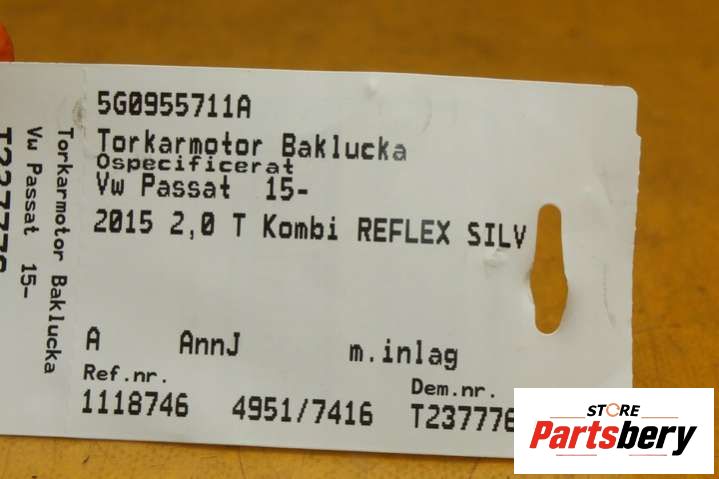 5G0955711A
Torkarmotor Baklucka
Ospecificerat
Vw Passat 15-
2015 2,0 T Kombi REFLEX SILV
A AnnJ m.inlag
Ref.nr. Dem.nr.
1118746 4951/7416 T237776
Torkarmotor Baklucka
Vw Passat 15-
STORE
Partsbery